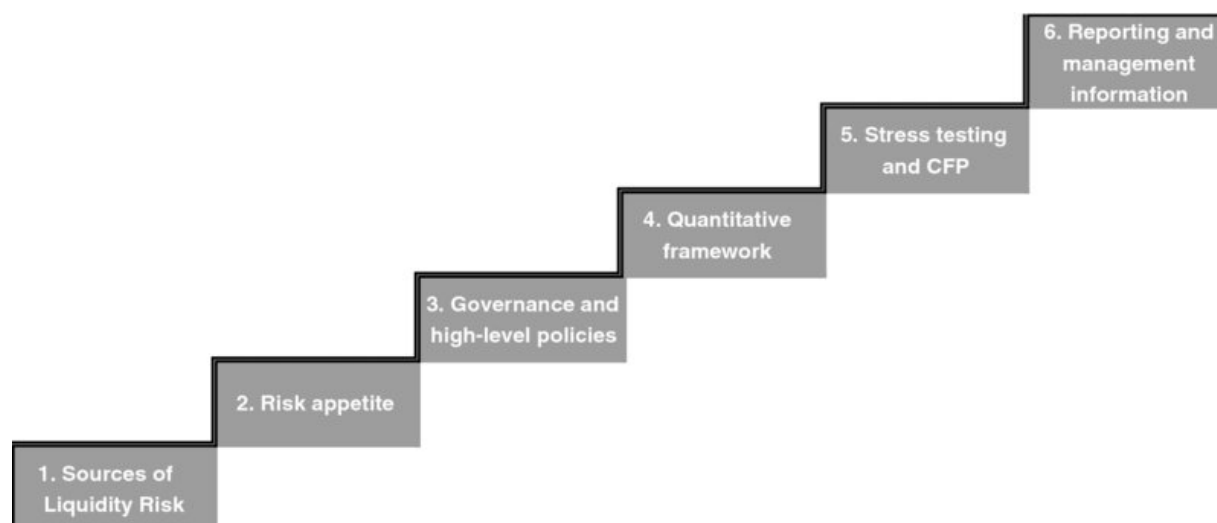 6. Reporting and
management
information
5. Stress testing
and CFP
4. Quantitative
framework
3. Governance and
high-level policies
2. Risk appetite
1. Sources of
Liquidity Risk